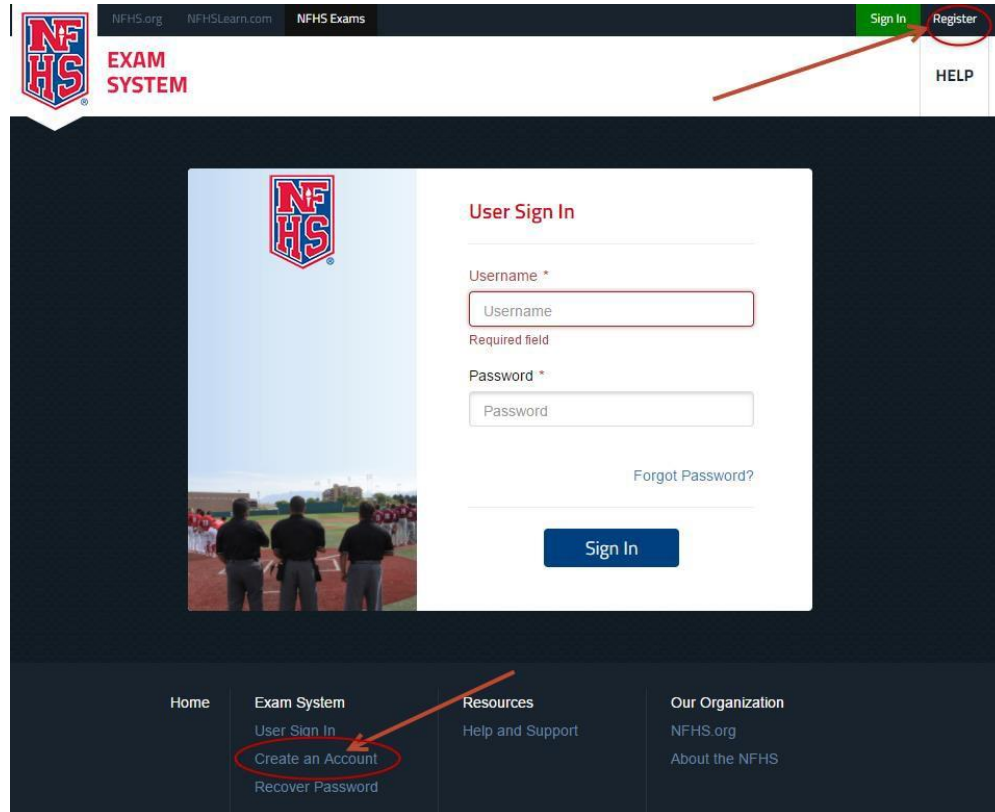 NFHS.org NFHSLearn.com NFHS Exams Sign In Register
NF
HS
®
EXAM
SYSTEM
HELP
NF
HS
®
User Sign In
Username *
Username
Required field
Password *
Password
Forgot Password?
Sign In
Home Exam System Resources Our Organization
User Sign In Help and Support NFHS.org
Create an Account About the NFHS
Recover Password